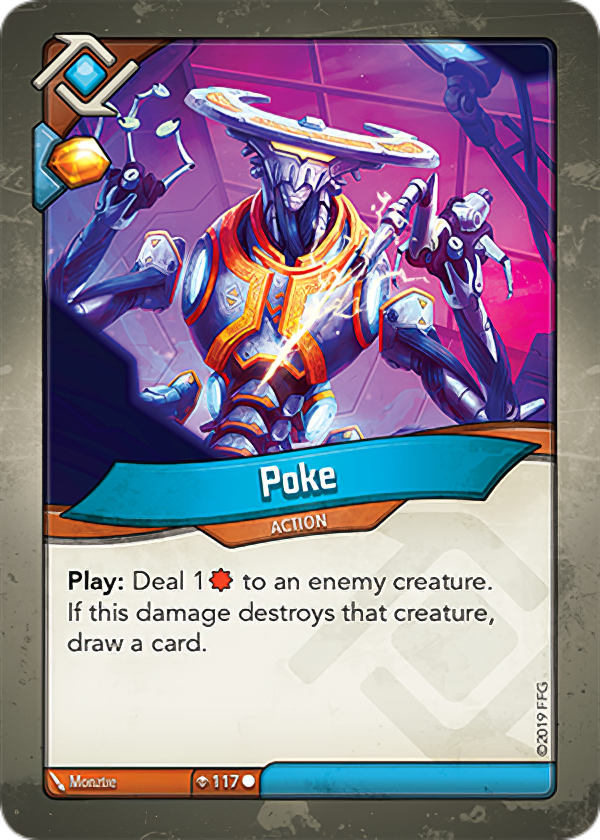 Poke
ACTION
Play: Deal 1 to an enemy creature.
If this damage destroys that creature,
draw a card.
©2019 FFG
117